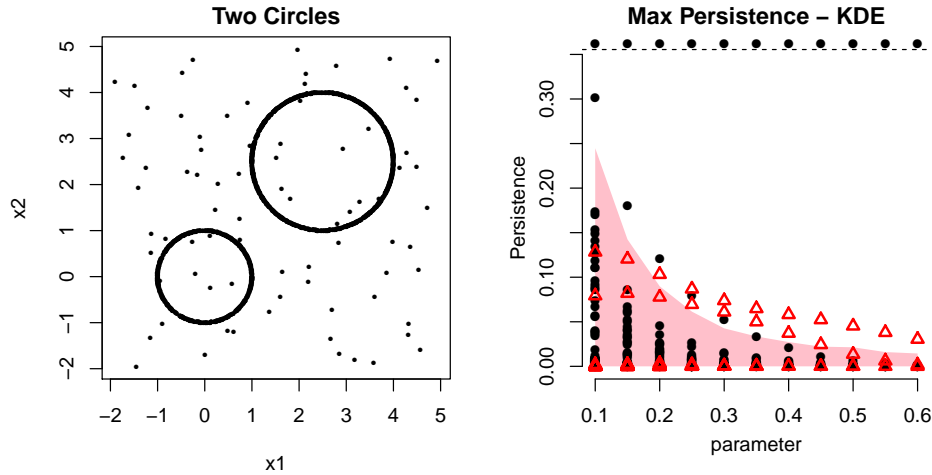 Two Circles
x2
5
4
3
2
1
0
−1
−2
−2 −1 0 1 2 3 4 5
x1
Max Persistence − KDE
Persistence
0.30
0.20
0.10
0.00
0.1 0.2 0.3 0.4 0.5 0.6
parameter